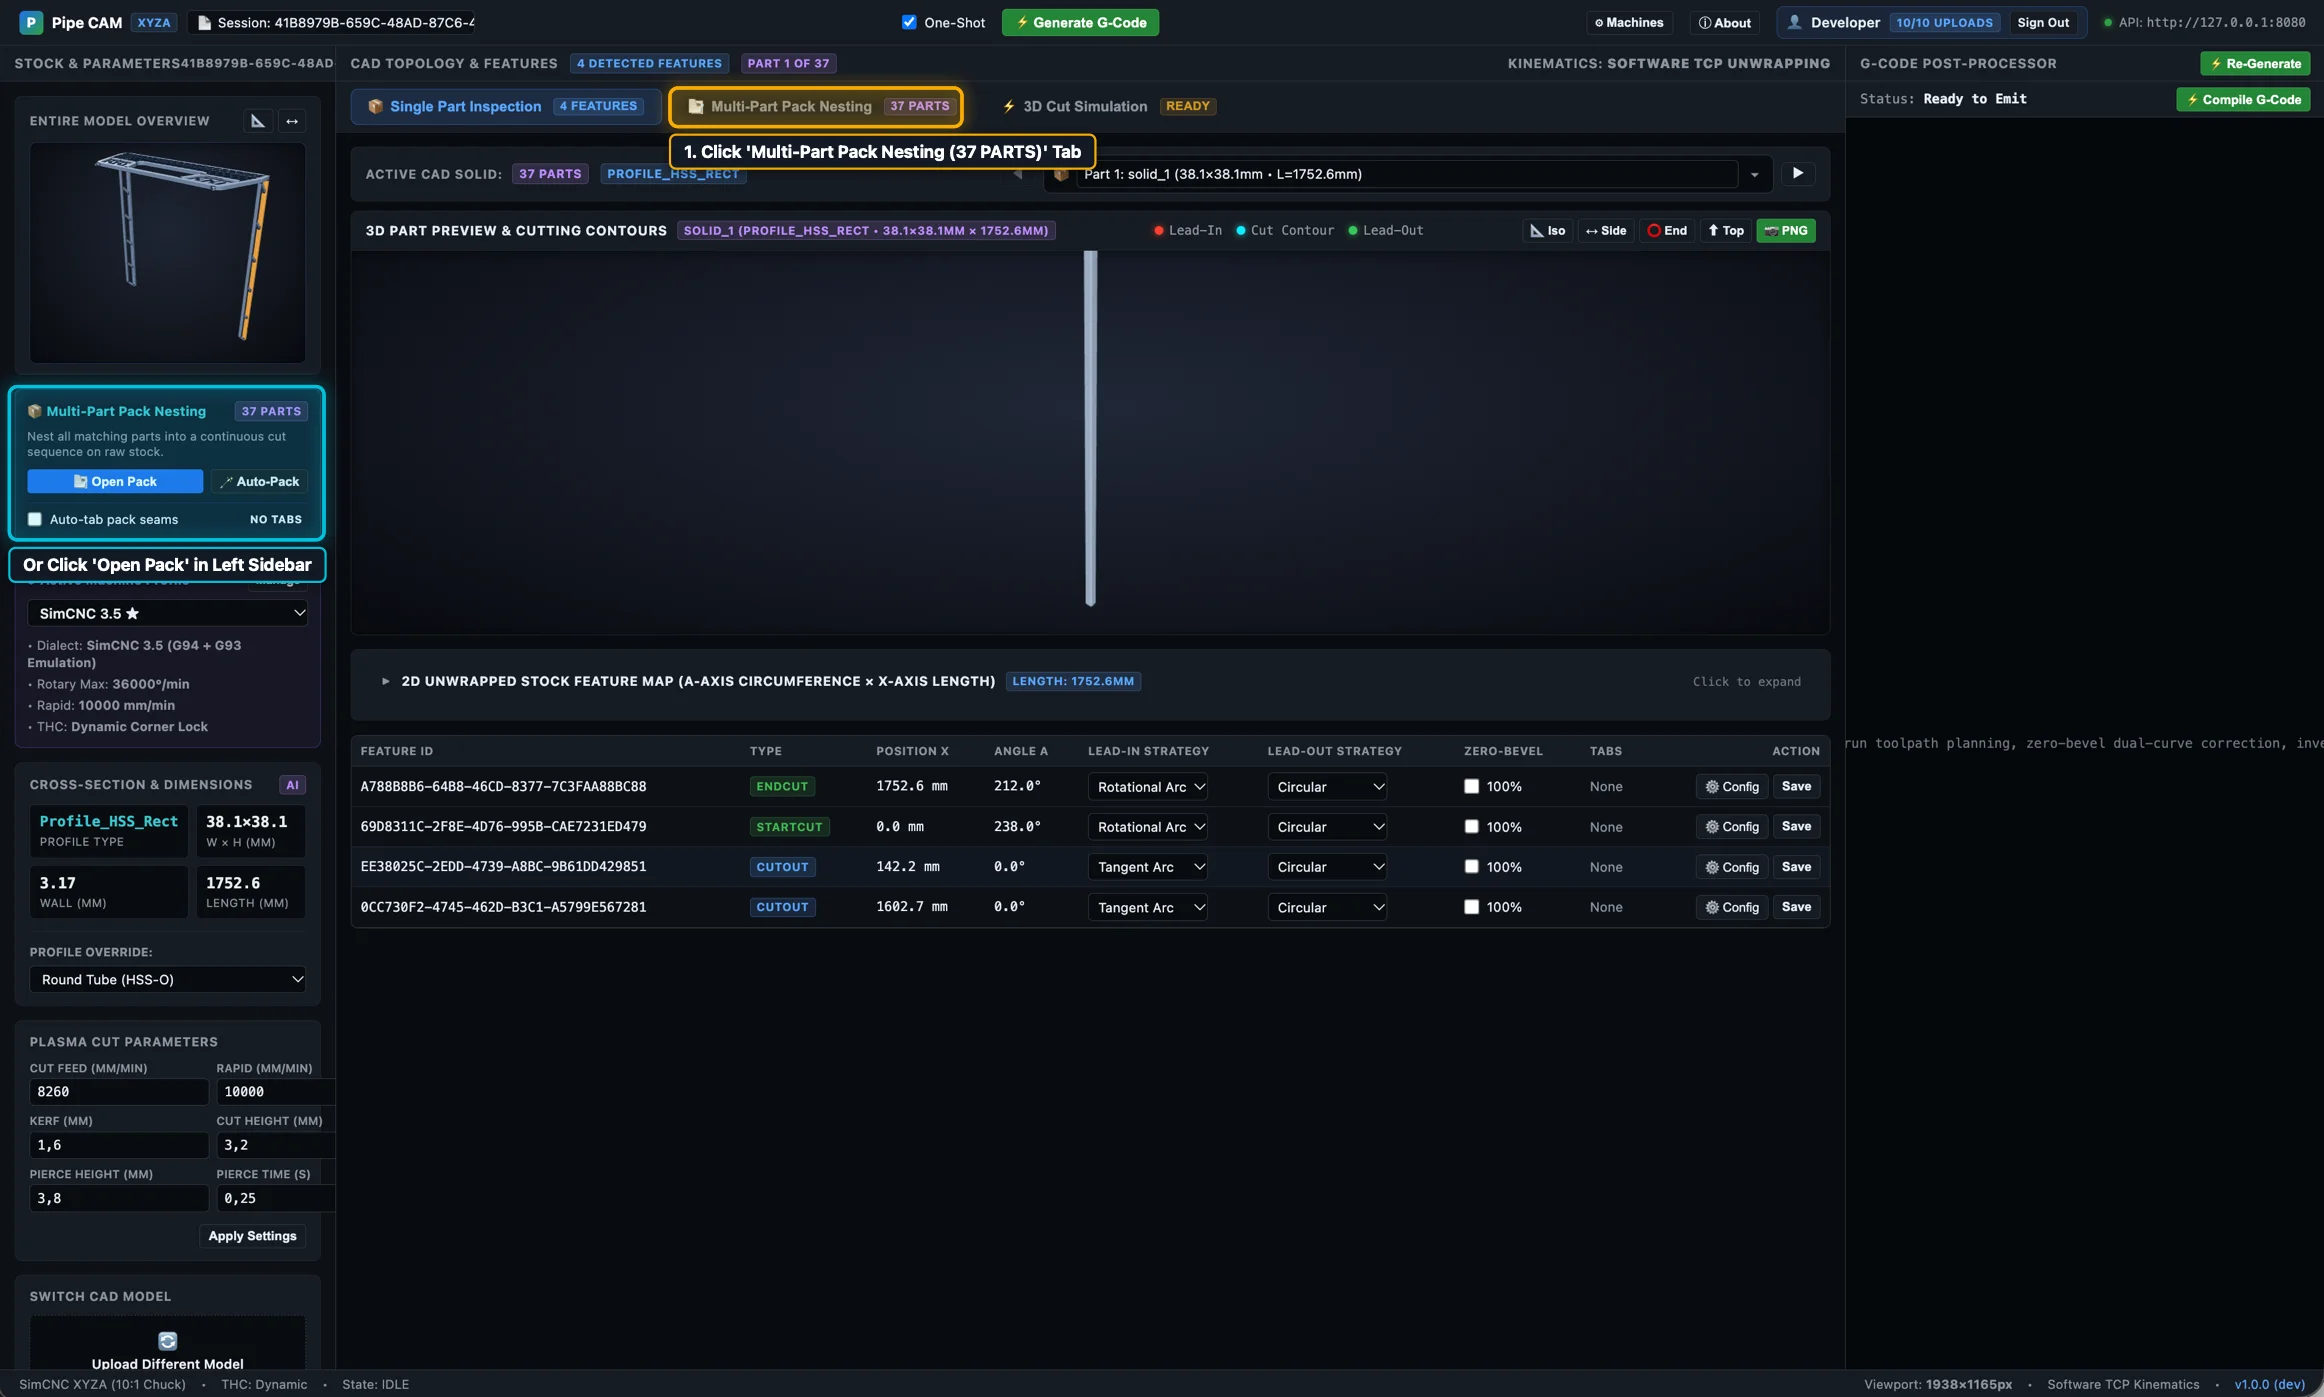 P Pipe CAM XYZA Session: 41B8979B-659C-48AD-87C6-4 One-Shot Generate G-Code Machines About Developer 10/10 UPLOADS Sign Out API: http://127.0.0.1:8080
STOCK & PARAMETERS41B8979B-659C-48AD- CAD TOPOLOGY & FEATURES 4 DETECTED FEATURES PART 1 OF 37 KINEMATICS: SOFTWARE TCP UNWRAPPING G-CODE POST-PROCESSOR Re-Generate
Single Part Inspection 4 FEATURES Multi-Part Pack Nesting 37 PARTS 3D Cut Simulation READY Status: Ready to Emit Compile G-Code
1. Click 'Multi-Part Pack Nesting (37 PARTS)' Tab
ACTIVE CAD SOLID: 37 PARTS PROFILE_HSS_RECT Part 1: solid_1 (38.1×38.1mm • L=1752.6mm)
3D PART PREVIEW & CUTTING CONTOURS SOLID_1 (PROFILE_HSS_RECT • 38.1×38.1MM × 1752.6MM) Lead-In Cut Contour Lead-Out Iso Side End Top PNG
ENTIRE MODEL OVERVIEW
Multi-Part Pack Nesting 37 PARTS
Nest all matching parts into a continuous cut
sequence on raw stock.
Open Pack Auto-Pack
Auto-tab pack seams NO TABS
Or Click 'Open Pack' in Left Sidebar
SimCNC 3.5 ★
• Dialect: SimCNC 3.5 (G94 + G93
Emulation)
• Rotary Max: 36000°/min
• Rapid: 10000 mm/min
• THC: Dynamic Corner Lock
CROSS-SECTION & DIMENSIONS AI
Profile_HSS_Rect 38.1×38.1
PROFILE TYPE W × H (MM)
3.17 1752.6
WALL (MM) LENGTH (MM)
PROFILE OVERRIDE:
Round Tube (HSS-O)
PLASMA CUT PARAMETERS
CUT FEED (MM/MIN) RAPID (MM/MIN)
8260 10000
KERF (MM) CUT HEIGHT (MM)
1,6 3,2
PIERCE HEIGHT (MM) PIERCE TIME (S)
3,8 0,25
Apply Settings
SWITCH CAD MODEL
Upload Different Model
2D UNWRAPPED STOCK FEATURE MAP (A-AXIS CIRCUMFERENCE × X-AXIS LENGTH) LENGTH: 1752.6MM Click to expand
FEATURE ID TYPE POSITION X ANGLE A LEAD-IN STRATEGY LEAD-OUT STRATEGY ZERO-BEVEL TABS ACTION
A788B8B6-64B8-46CD-8377-7C3FAA88BC88 ENDCUT 1752.6 mm 212.0° Rotational Arc Circular 100% None Config Save
69D8311C-2F8E-4D76-995B-CAE7231ED479 STARTCUT 0.0 mm 238.0° Rotational Arc Circular 100% None Config Save
EE38025C-2EDD-4739-A8BC-9B61DD429851 CUTOUT 142.2 mm 0.0° Tangent Arc Circular 100% None Config Save
0CC730F2-4745-462D-B3C1-A5799E567281 CUTOUT 1602.7 mm 0.0° Tangent Arc Circular 100% None Config Save
run toolpath planning, zero-bevel dual-curve correction, inve
SimCNC XYZA (10:1 Chuck) • THC: Dynamic • State: IDLE Viewport: 1938×1165px • Software TCP Kinematics • v1.0.0 (dev)